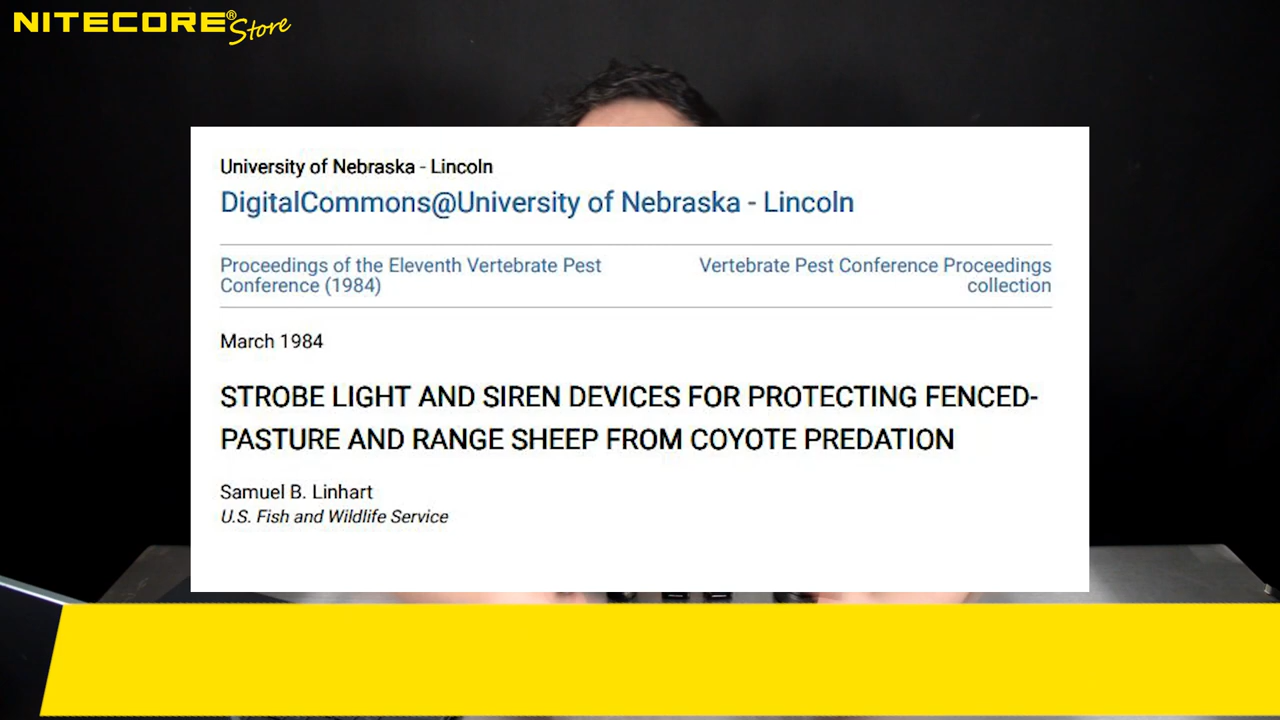 NITECORE® Store
University of Nebraska - Lincoln
DigitalCommons@University of Nebraska - Lincoln
Proceedings of the Eleventh Vertebrate Pest
Conference (1984)
Vertebrate Pest Conference Proceedings
collection
March 1984
STROBE LIGHT AND SIREN DEVICES FOR PROTECTING FENCED-
PASTURE AND RANGE SHEEP FROM COYOTE PREDATION
Samuel B. Linhart
U.S. Fish and Wildlife Service